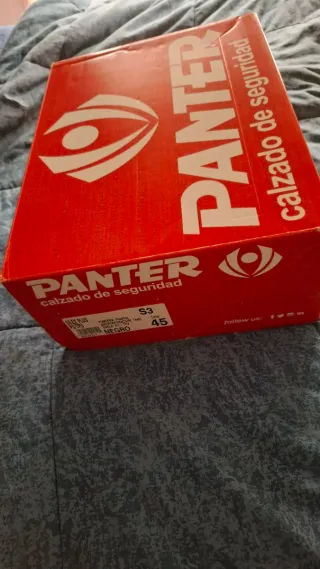 PANTER
calzado de seguridad
PANTER
calzado de seguridad
S3
45
NEGRO
Follow us: